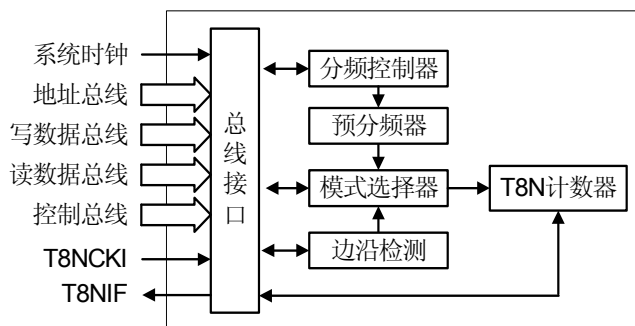 系统时钟
地址总线
写数据总线
读数据总线
控制总线
T8NCKI
T8NIF
总线接口
分频控制器
预分频器
模式选择器
边沿检测
T8N计数器